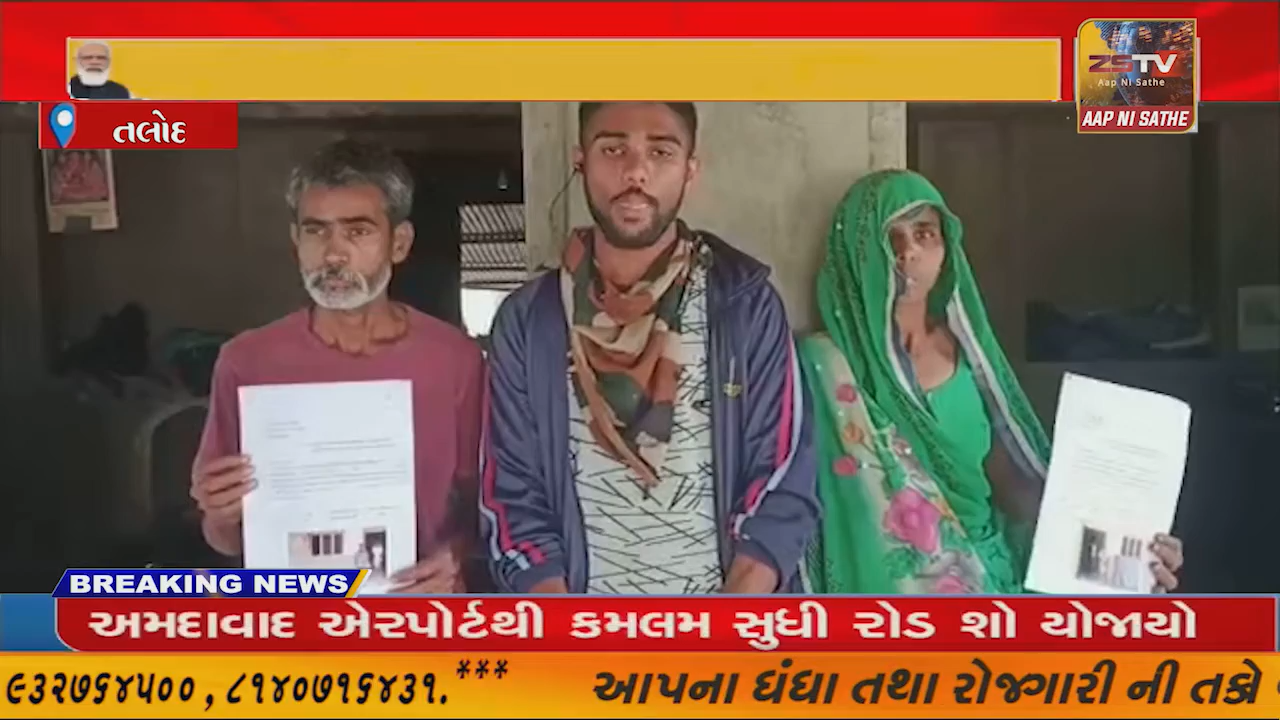 ZSTV
Aap Ni Sathe
AAP NI SATHE
તલોદ
BREAKING NEWS
અમદાવાદ એરપોર્ટથી કમલમ સુધી રોડ શો યોજાયો
૯૩૨૭૬૪૫૦૦ , ૮૧૪૦૭૧૬૪૩૧.*** આપના ધંધા તથા રોજગારી ની તકો